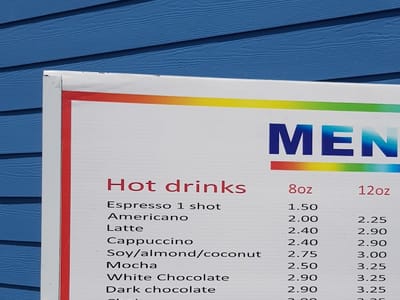 MEN
Hot drinks 8oz 12oz
Espresso 1 shot 1.50
Americano 2.00 2.25
Latte 2.40 2.90
Cappuccino 2.40 2.90
Soy/almond/coconut 2.75 3.00
Mocha 2.50 3.25
White Chocolate 2.90 3.25
Dark chocolate 2.90 3.25